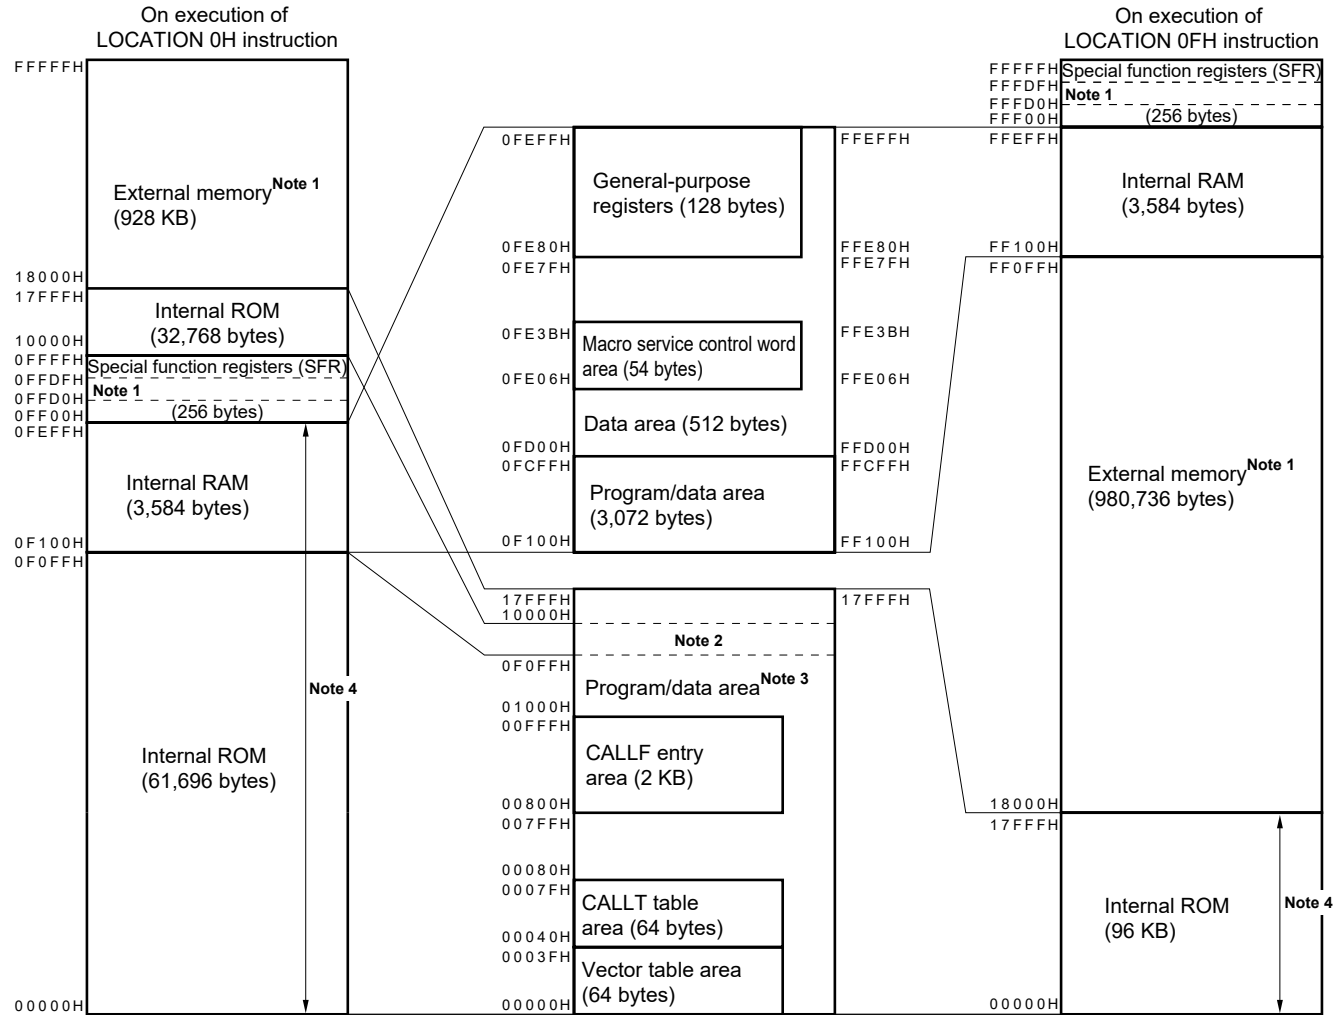 On execution of
LOCATION 0H instruction
FFFFFH
External memory Note 1
(928 KB)
18000H
17FFFH
Internal ROM
(32,768 bytes)
10000H
0FFFFH
Special function registers (SFR)
0FFDFH
Note 1
0FFD0H
0FF00H
(256 bytes)
0FEFFH
Internal RAM
(3,584 bytes)
0F100H
0F0FFH
Note 4
Internal ROM
(61,696 bytes)
00000H
0FEFFH
FFEFFH
General-purpose
registers (128 bytes)
0FE80H
FFE80H
0FE7FH
FFE7FH
0FE3BH
FFE3BH
Macro service control word
area (54 bytes)
0FE06H
FFE06H
Data area (512 bytes)
0FD00H
FFD00H
0FCFFH
FFCFFH
Program/data area
(3,072 bytes)
0F100H
FF100H
17FFFH
17FFFH
10000H
Note 2
0F0FFH
Program/data area Note 3
01000H
00FFFH
CALLF entry
area (2 KB)
00800H
007FFH
00080H
0007FH
CALLT table
area (64 bytes)
00040H
0003FH
Vector table area
(64 bytes)
00000H
On execution of
LOCATION 0FH instruction
FFFFFH
Special function registers (SFR)
FFFDFH
Note 1
FFFD0H
FFF00H
(256 bytes)
FFEFFH
Internal RAM
(3,584 bytes)
FF100H
FF0FFH
External memory Note 1
(980,736 bytes)
18000H
17FFFH
Internal ROM
(96 KB)
Note 4
00000H